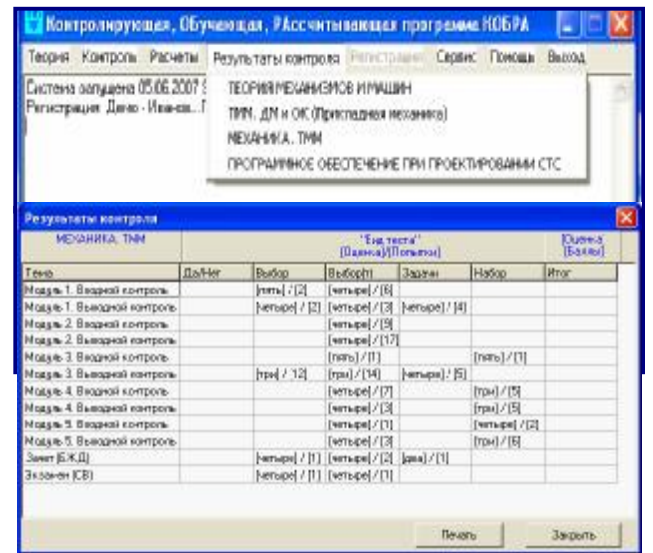 Контролирующая, ОБучающая, РАссчитывающая программа КОБРА
Теория Контроль Расчеты Результаты контроля Регистрация Сервис Помощь Выход
Система запущена 05.06.2007
Регистрация: Демо - Иванов..
ТЕОРИЯ МЕХАНИЗМОВ И МАШИН
ТММ, ДМ и ОК (Прикладная механика)
МЕХАНИКА. ТММ
ПРОГРАММНОЕ ОБЕСПЕЧЕНИЕ ПРИ ПРОЕКТИРОВАНИИ СТС
Результаты контроля
МЕХАНИКА. ТММ "Вид теста" [Оценка]
[Оценка]/[Попытки] [Баллы]
Тема Да/Нет Выбор Выбор(n) Задачи Набор Итог
Модуль 1. Входной контроль [пять] / [2] [четыре] / [6]
Модуль 1. Выходной контроль [четыре] / [2] [четыре] / [3] [четыре] / [4]
Модуль 2. Входной контроль [четыре] / [9]
Модуль 2. Выходной контроль [четыре] / [17]
Модуль 3. Входной контроль [пять] / [1] [пять] / [1]
Модуль 3. Выходной контроль [три] / [12] [три] / [14] [четыре] / [5]
Модуль 4. Входной контроль [четыре] / [7] [три] / [5]
Модуль 4. Выходной контроль [четыре] / [3] [три] / [5]
Модуль 5. Входной контроль [четыре] / [1] [четыре] / [2]
Модуль 5. Выходной контроль [четыре] / [3] [три] / [6]
Зачет (БЖД) [четыре] / [1] [четыре] / [2] [два] / [1]
Экзамен (СВ) [четыре] / [1] [четыре] / [1]
Печать Закрыть